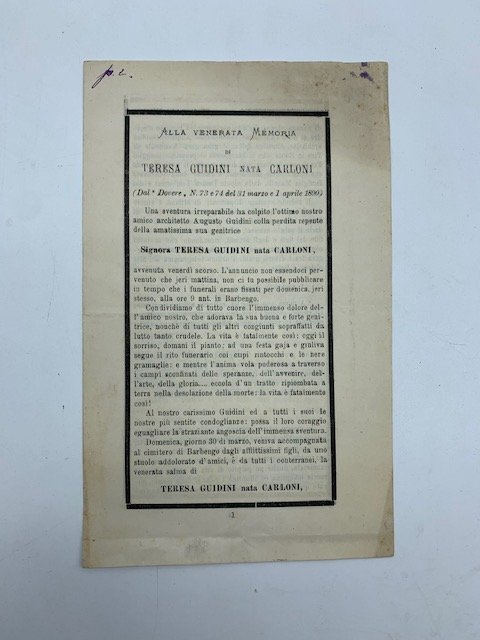 p. 2.
ALLA VENERATA MEMORIA
DI
TERESA GUIDINI NATA CARLONI
(Dal " Dovere „ N. 73 e 74 del 31 marzo e 1 aprile 1890)
Una sventura irreparabile ha colpito l'ottimo nostro
amico architetto Augusto Guidini colla perdita repente
della amatissima sua genitrice
Signora TERESA GUIDINI nata CARLONI,
avvenuta venerdì scorso. L'annuncio non essendoci per-
venuto che jeri mattina, non ci fu possibile pubblicare
in tempo che i funerali erano fissati per domenica, jeri
stesso, alla ore 9 ant. in Barbengo.
Condividiamo di tutto cuore l'immenso dolore del-
l'amico nostro, che adorava la sua buona e forte geni-
trice, nonchè di tutti gli altri congiunti sopraffatti da
lutto tanto crudele. La vita è fatalmente così: oggi il
sorriso, domani il pianto; ad una festa gaja e giuliva
segue il rito funerario coi cupi rintocchi e le nere
gramaglie: e mentre l'anima vola poderosa a traverso
i campi sconfinati delle speranze, dell'avvenire, del-
l'arte, della gloria.... eccola d'un tratto ripiombata a
terra nella desolazione della morte: la vita è fatalmente
così!
Al nostro carissimo Guidini ed a tutti i suoi le
nostre più sentite condoglianze: possa il loro coraggio
eguagliare la straziante angoscia dell'immensa sventura.
Domenica, giorno 30 di marzo, veniva accompagnata
al cimitero di Barbengo dagli afflittissimi figli, da uno
stuolo addolorato d'amici, e da tutti i conterranei, la
venerata salma di
TERESA GUIDINI nata CARLONI,
1